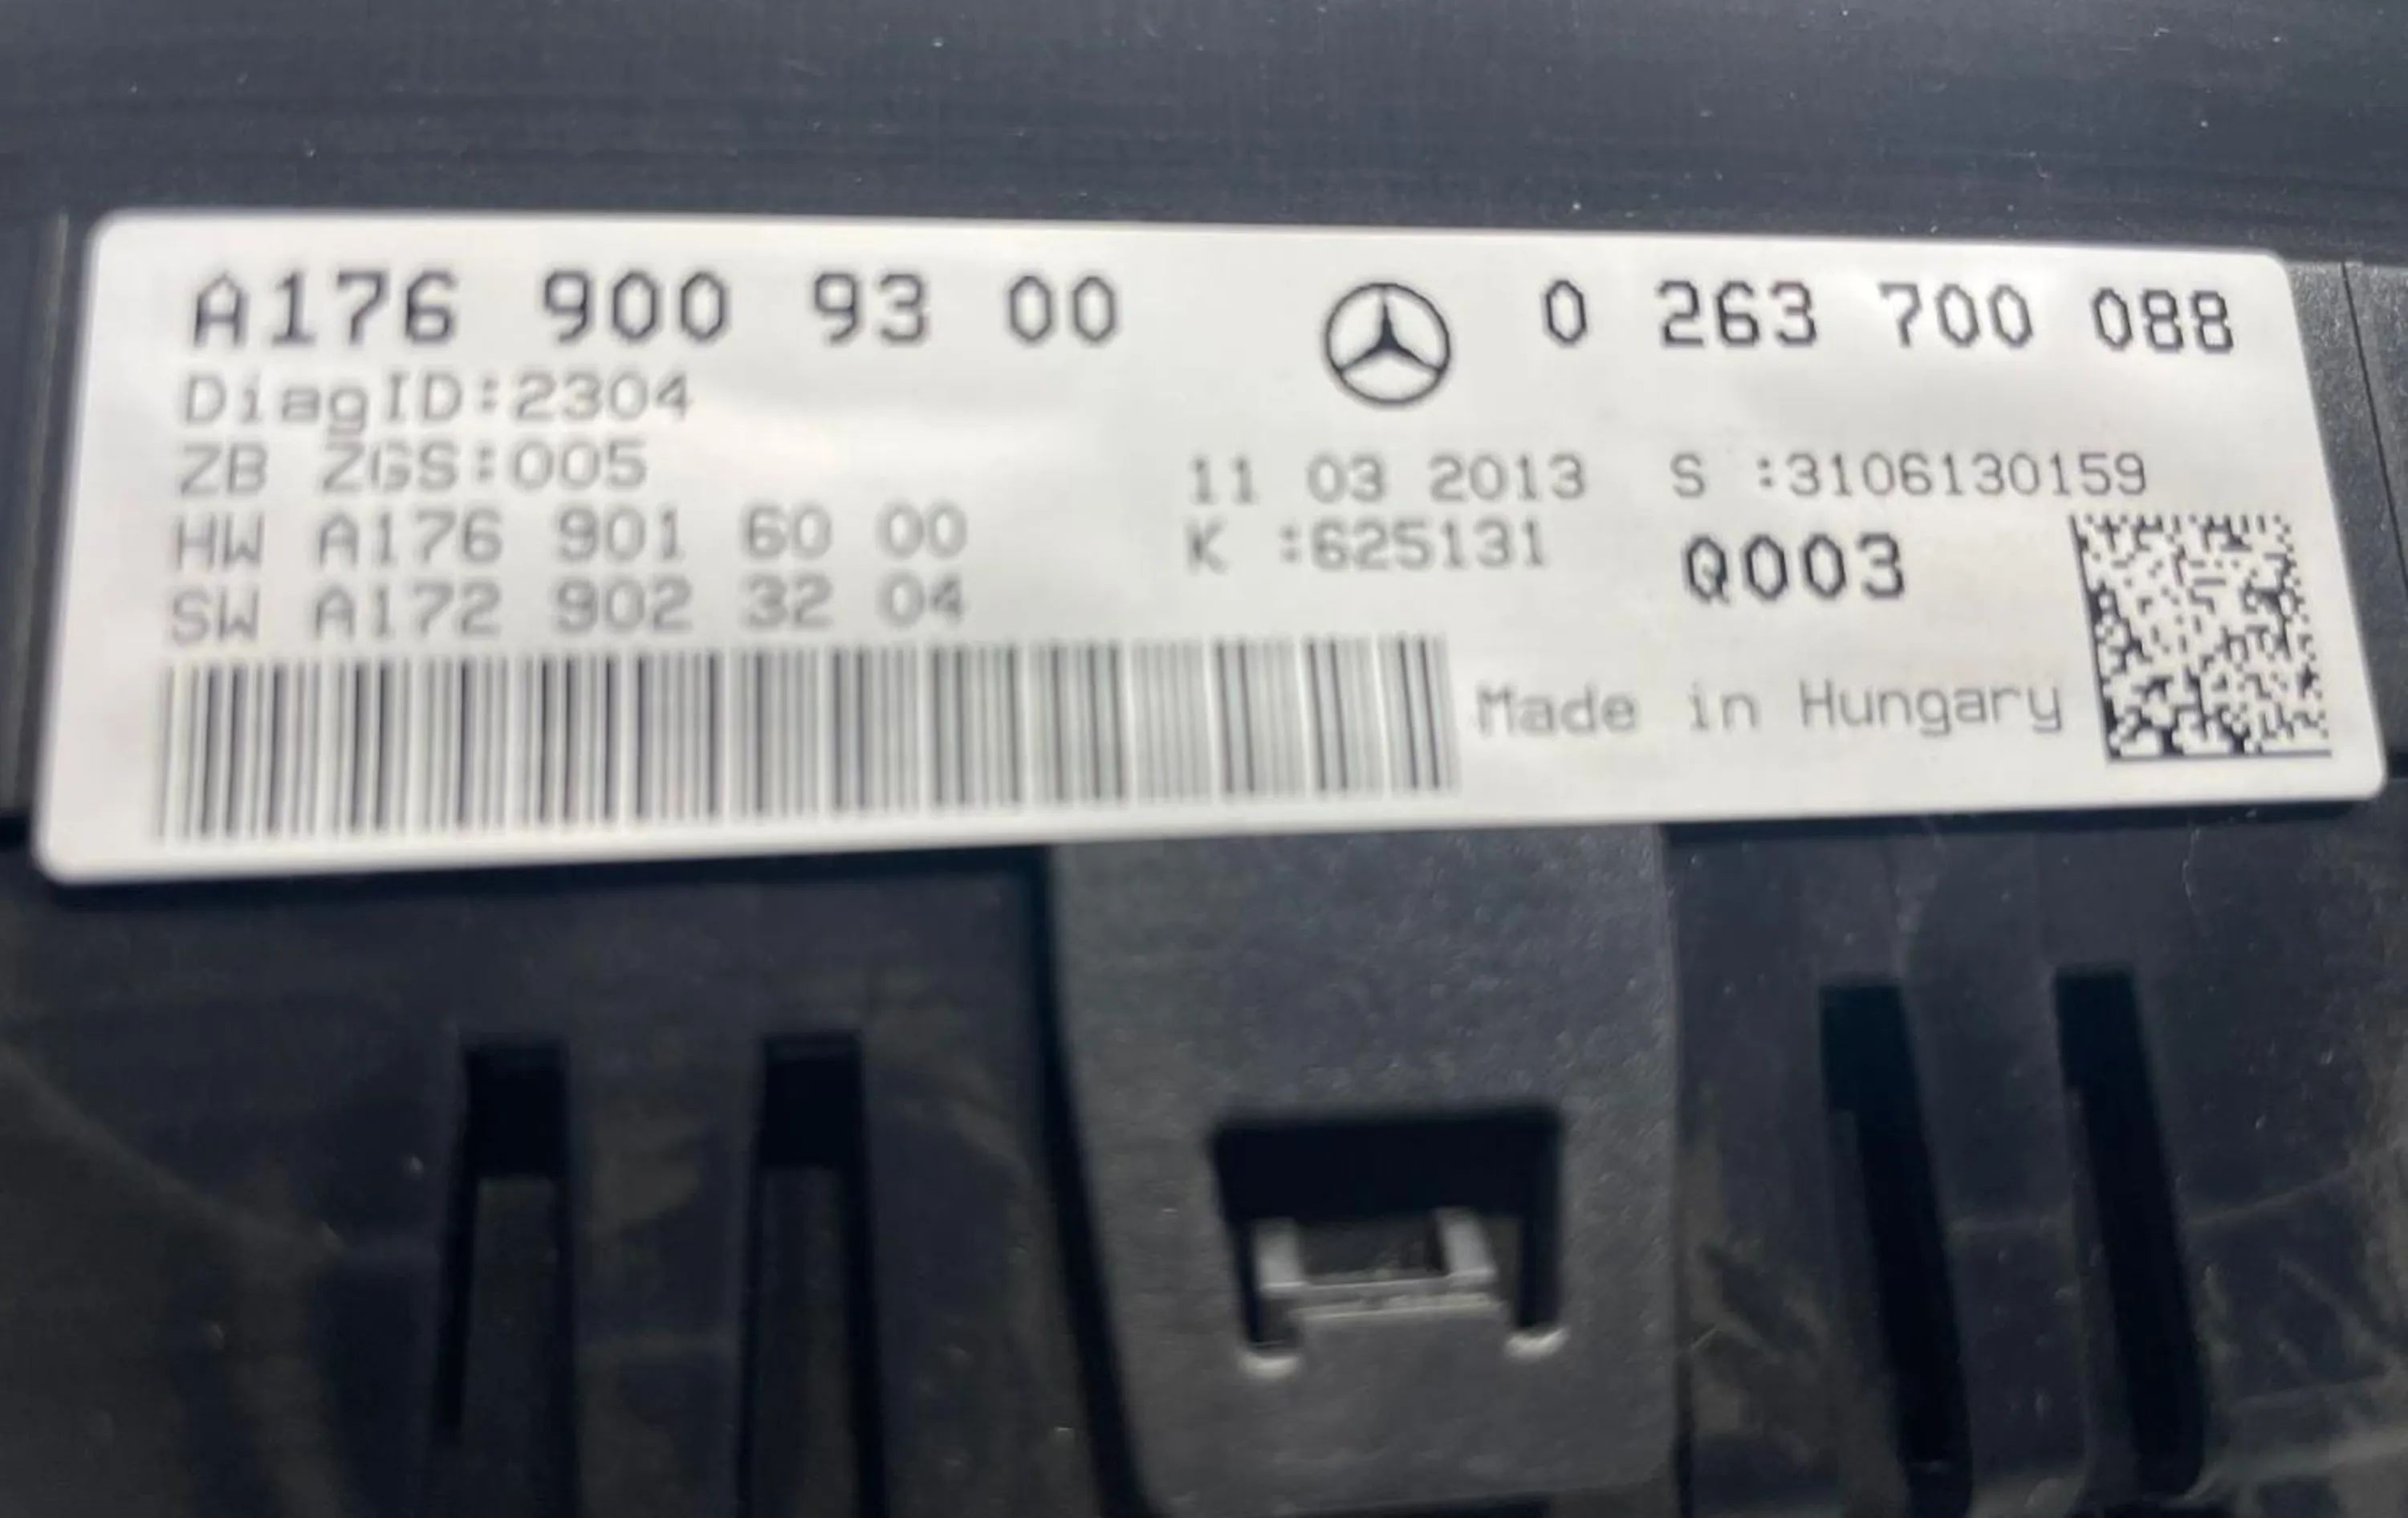 A176 900 93 00
DiagID:2304
ZB ZGS:005
HW A176 901 60 00
SW A172 902 32 04
0 263 700 088
11 03 2013 S :3106130159
K :625131 Q003
Made in Hungary